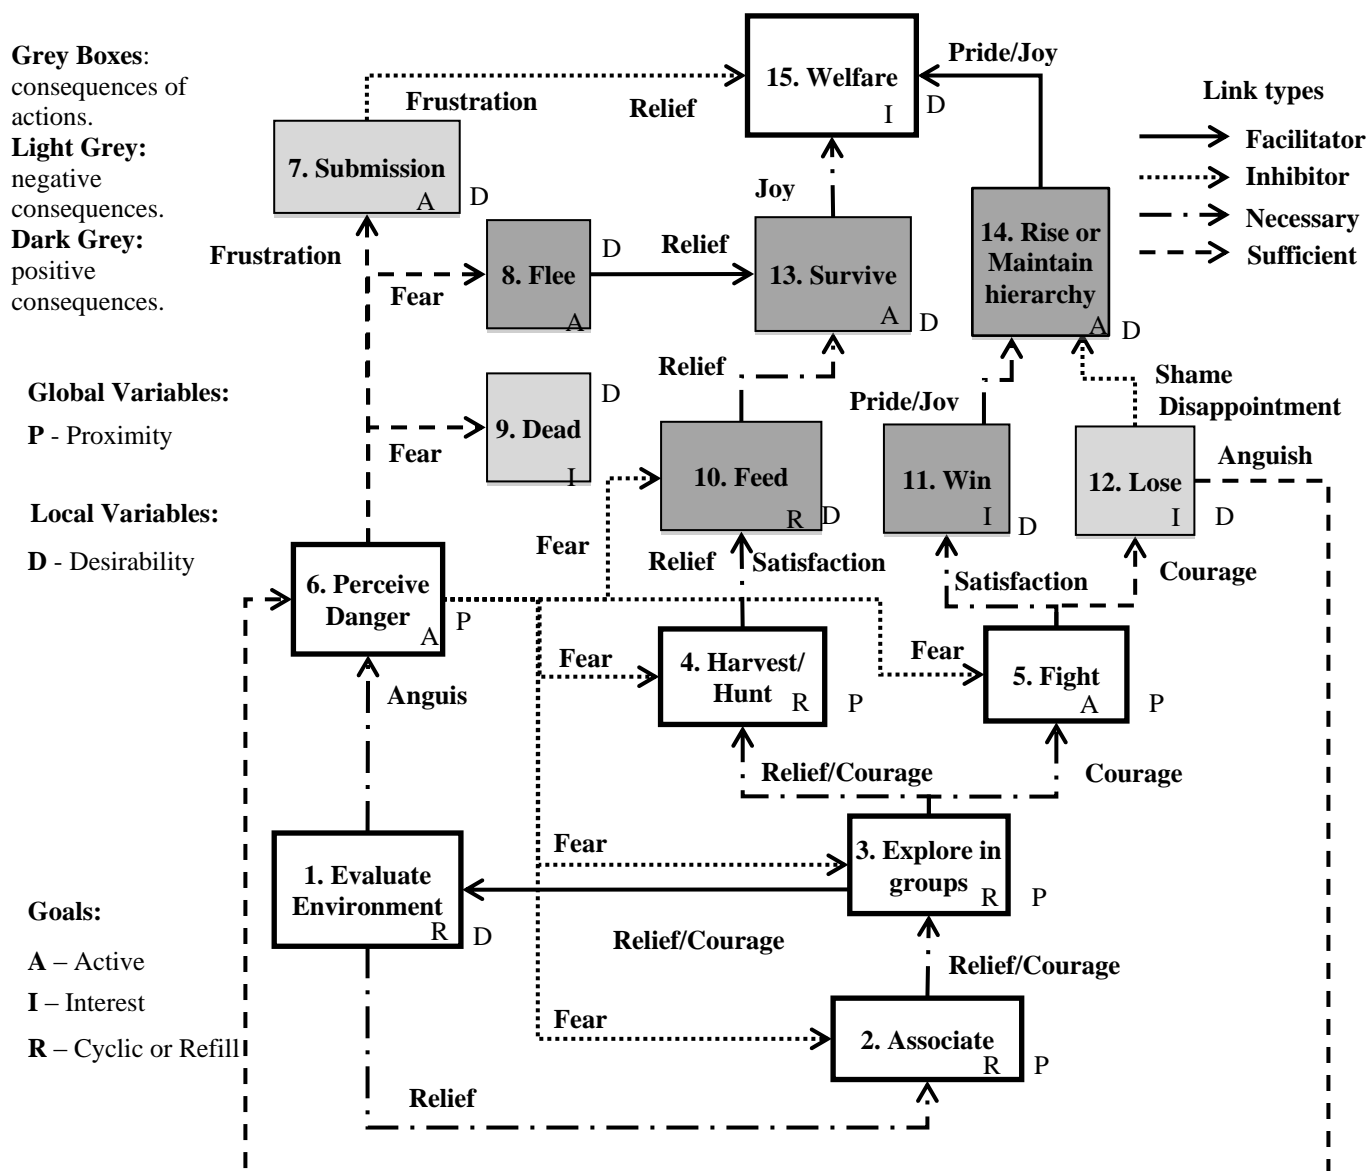 Grey Boxes:
consequences of
actions.
Light Grey:
negative
consequences.
Dark Grey:
positive
consequences.
Global Variables:
P - Proximity
Local Variables:
D - Desirability
Goals:
A – Active
I – Interest
R – Cyclic or Refill
Link types
Facilitator
Inhibitor
Necessary
Sufficient
15. Welfare
I
D
Pride/Joy
Frustration
Relief
7. Submission
A
D
Joy
Frustration
8. Flee
A
D
Fear
Relief
13. Survive
A
D
14. Rise or
Maintain
hierarchy
A
D
Relief
Shame
Disappointment
Pride/Joy
9. Dead
I
D
Fear
10. Feed
R
D
11. Win
I
D
12. Lose
I
D
Anguish
Fear
Relief
Satisfaction
Satisfaction
Courage
6. Perceive
Danger
A
P
Fear
4. Harvest/
Hunt
R
P
Fear
5. Fight
A
P
Anguis
Relief/Courage
Courage
Fear
3. Explore in
groups
R
P
1. Evaluate
Environment
R
D
Relief/Courage
Relief/Courage
Fear
2. Associate
R
P
Relief